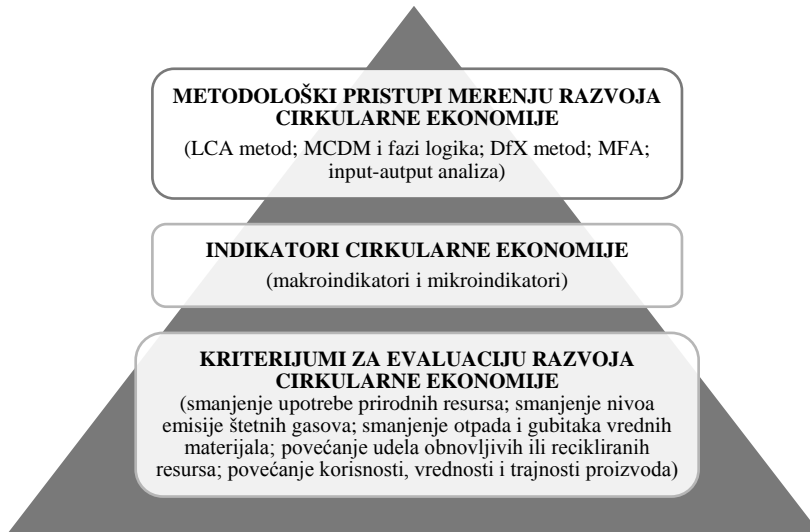 METODOLOŠKI PRISTUPI MERENJU RAZVOJA
CIRKULARNE EKONOMIJE
(LCA metod; MCDM i fazi logika; DfX metod; MFA;
input-autput analiza)
INDIKATORI CIRKULARNE EKONOMIJE
(makroindikatori i mikroindikatori)
KRITERIJUMI ZA EVALUACIJU RAZVOJA
CIRKULARNE EKONOMIJE
(smanjenje upotrebe prirodnih resursa; smanjenje nivoa
emisije štetnih gasova; smanjenje otpada i gubitaka vrednih
materijala; povećanje udela obnovljivih ili recikliranih
resursa; povećanje korisnosti, vrednosti i trajnosti proizvoda)